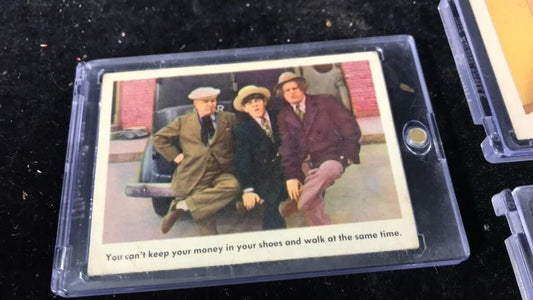 You can't keep your money in your shoes and walk at the same time.